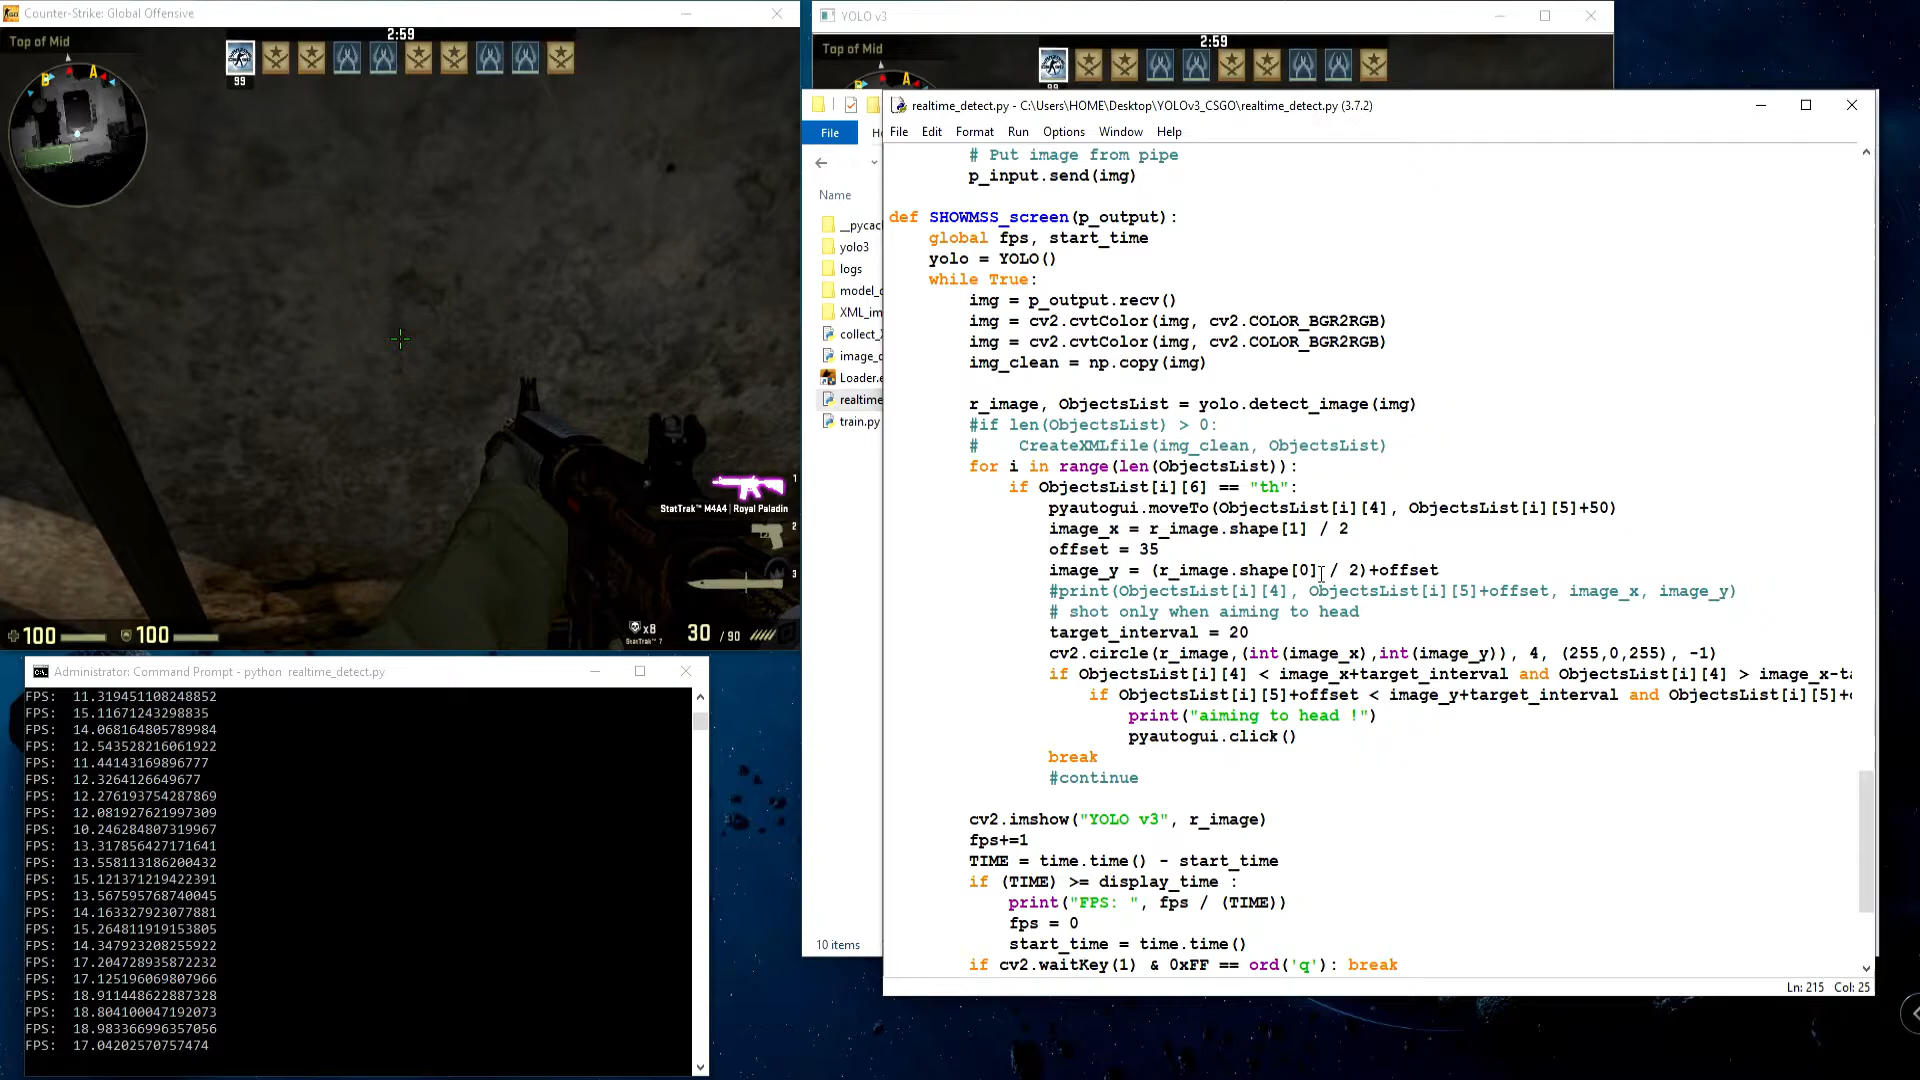 Counter-Strike: Global Offensive
Top of Mid
2:59
99
B
A
StatTrak™ M4A4 | Royal Paladin
1
2
3
100
100
x8
StatTrak™ 7
30 / 90
YOLO v3
Top of Mid
2:59
A
File
Name
yolo3
logs
collect_
Loader.e
realtime
train.py
10 items
realtime_detect.py - C:\Users\HOME\Desktop\YOLOv3_CSGO\realtime_detect.py (3.7.2)
File Edit Format Run Options Window Help
# Put image from pipe
p_input.send(img)
def SHOWMSS_screen(p_output):
global fps, start_time
yolo = YOLO()
while True:
img = p_output.recv()
img = cv2.cvtColor(img, cv2.COLOR_BGR2RGB)
img = cv2.cvtColor(img, cv2.COLOR_BGR2RGB)
img_clean = np.copy(img)
r_image, ObjectsList = yolo.detect_image(img)
#if len(ObjectsList) > 0:
#    CreateXMLfile(img_clean, ObjectsList)
for i in range(len(ObjectsList)):
if ObjectsList[i][6] == "th":
pyautogui.moveTo(ObjectsList[i][4], ObjectsList[i][5]+50)
image_x = r_image.shape[1] / 2
offset = 35
image_y = (r_image.shape[0] / 2)+offset
#print(ObjectsList[i][4], ObjectsList[i][5]+offset, image_x, image_y)
# shot only when aiming to head
target_interval = 20
cv2.circle(r_image,(int(image_x),int(image_y)), 4, (255,0,255), -1)
if ObjectsList[i][4] < image_x+target_interval and ObjectsList[i][4] > image_x-ta
if ObjectsList[i][5]+offset < image_y+target_interval and ObjectsList[i][5]+o
print("aiming to head !")
pyautogui.click()
break
#continue
cv2.imshow("YOLO v3", r_image)
fps+=1
TIME = time.time() - start_time
if (TIME) >= display_time :
print("FPS: ", fps / (TIME))
fps = 0
start_time = time.time()
if cv2.waitKey(1) & 0xFF == ord('q'): break
Ln: 215 Col: 25
Administrator: Command Prompt - python realtime_detect.py
FPS: 11.319451108248852
FPS: 15.11671243298835
FPS: 14.068164805789984
FPS: 12.543528216061922
FPS: 11.44143169896777
FPS: 12.3264126649677
FPS: 12.276193754287869
FPS: 12.081927621997309
FPS: 10.246284807319967
FPS: 13.317856427171641
FPS: 13.558113186200432
FPS: 15.121371219422391
FPS: 13.567595768740045
FPS: 14.163327923077881
FPS: 15.264811919153805
FPS: 14.347923208255922
FPS: 17.204728935872232
FPS: 17.125196069807966
FPS: 18.911448622887328
FPS: 18.804100047192073
FPS: 18.983366996357056
FPS: 17.04202570757474